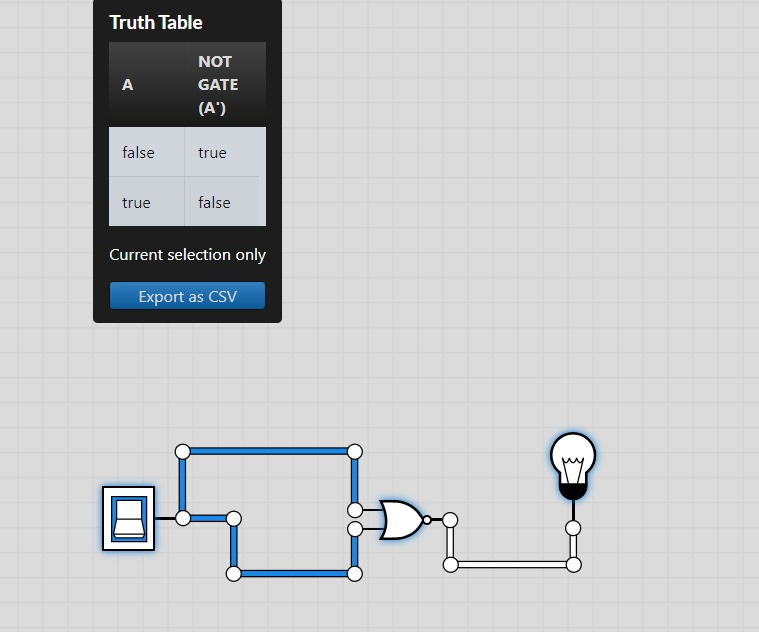 Truth Table
A
NOT
GATE
(A')
false true
true false
Current selection only
Export as CSV